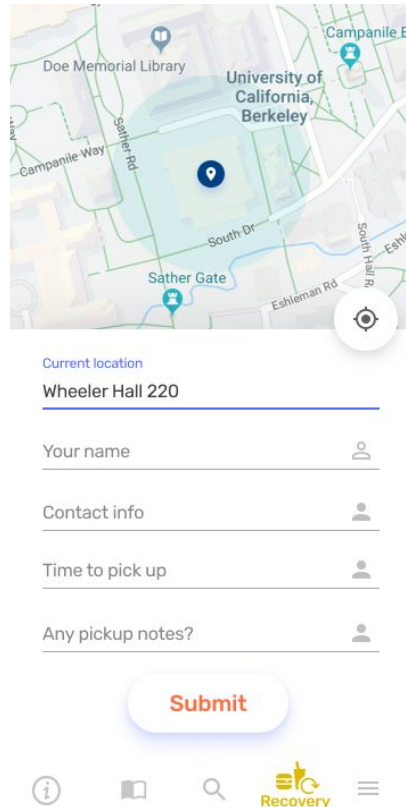 Campanile E
Doe Memorial Library
University of
California,
Berkeley
Sather Rd
Campanile Way
South Dr
South Hall R
Eshl
Sather Gate
Eshleman Rd
Current location
Wheeler Hall 220
Your name
Contact info
Time to pick up
Any pickup notes?
Submit
Recovery